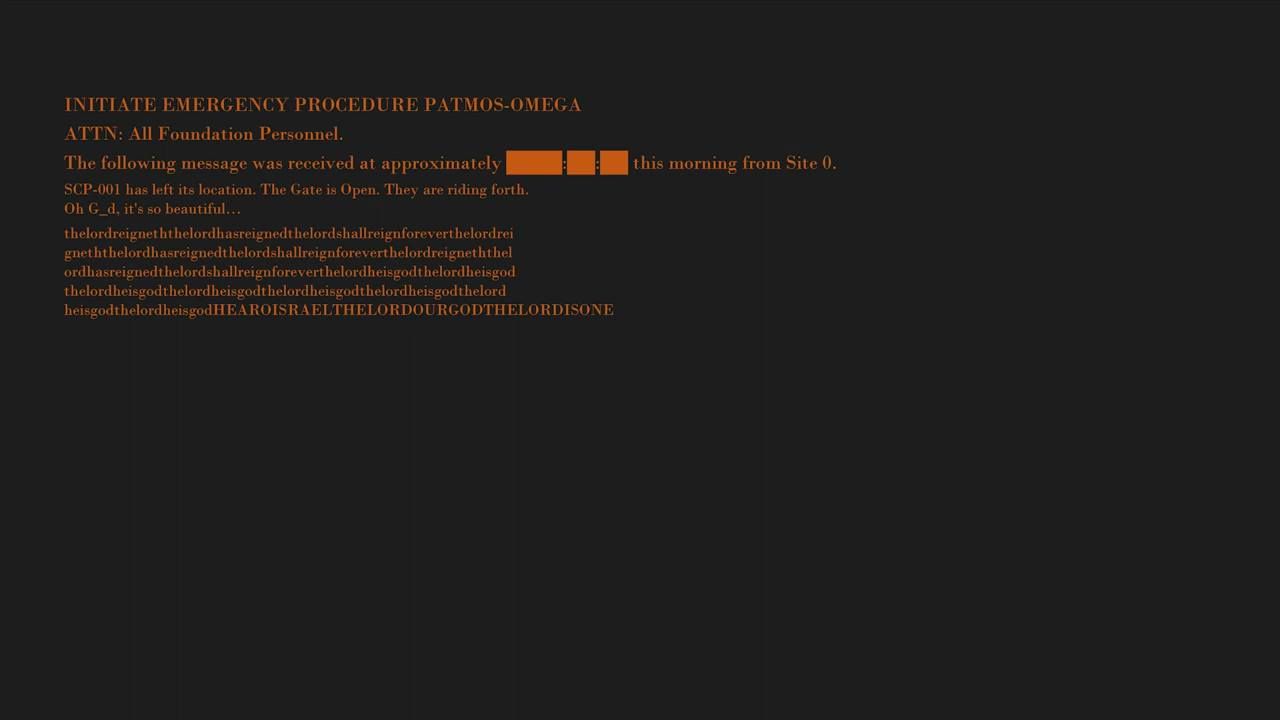 INITIATE EMERGENCY PROCEDURE PATMOS-OMEGA
ATTN: All Foundation Personnel.
The following message was received at approximately ████:██:██ this morning from Site 0.
SCP-001 has left its location. The Gate is Open. They are riding forth.
Oh G_d, it's so beautiful…
thelordreigneththelordhasreignedthelordshallreignforeverthelordrei
gneththelordhasreignedthelordshallreignforeverthelordreigneththel
ordhasreignedthelordshallreignforeverthelordheisgodthelordheisgod
thelordheisgodthelordheisgodthelordheisgodthelordheisgodthelord
heisgodthelordheisgodHEAROISRAELTHELORDOURGODTHELORDISONE